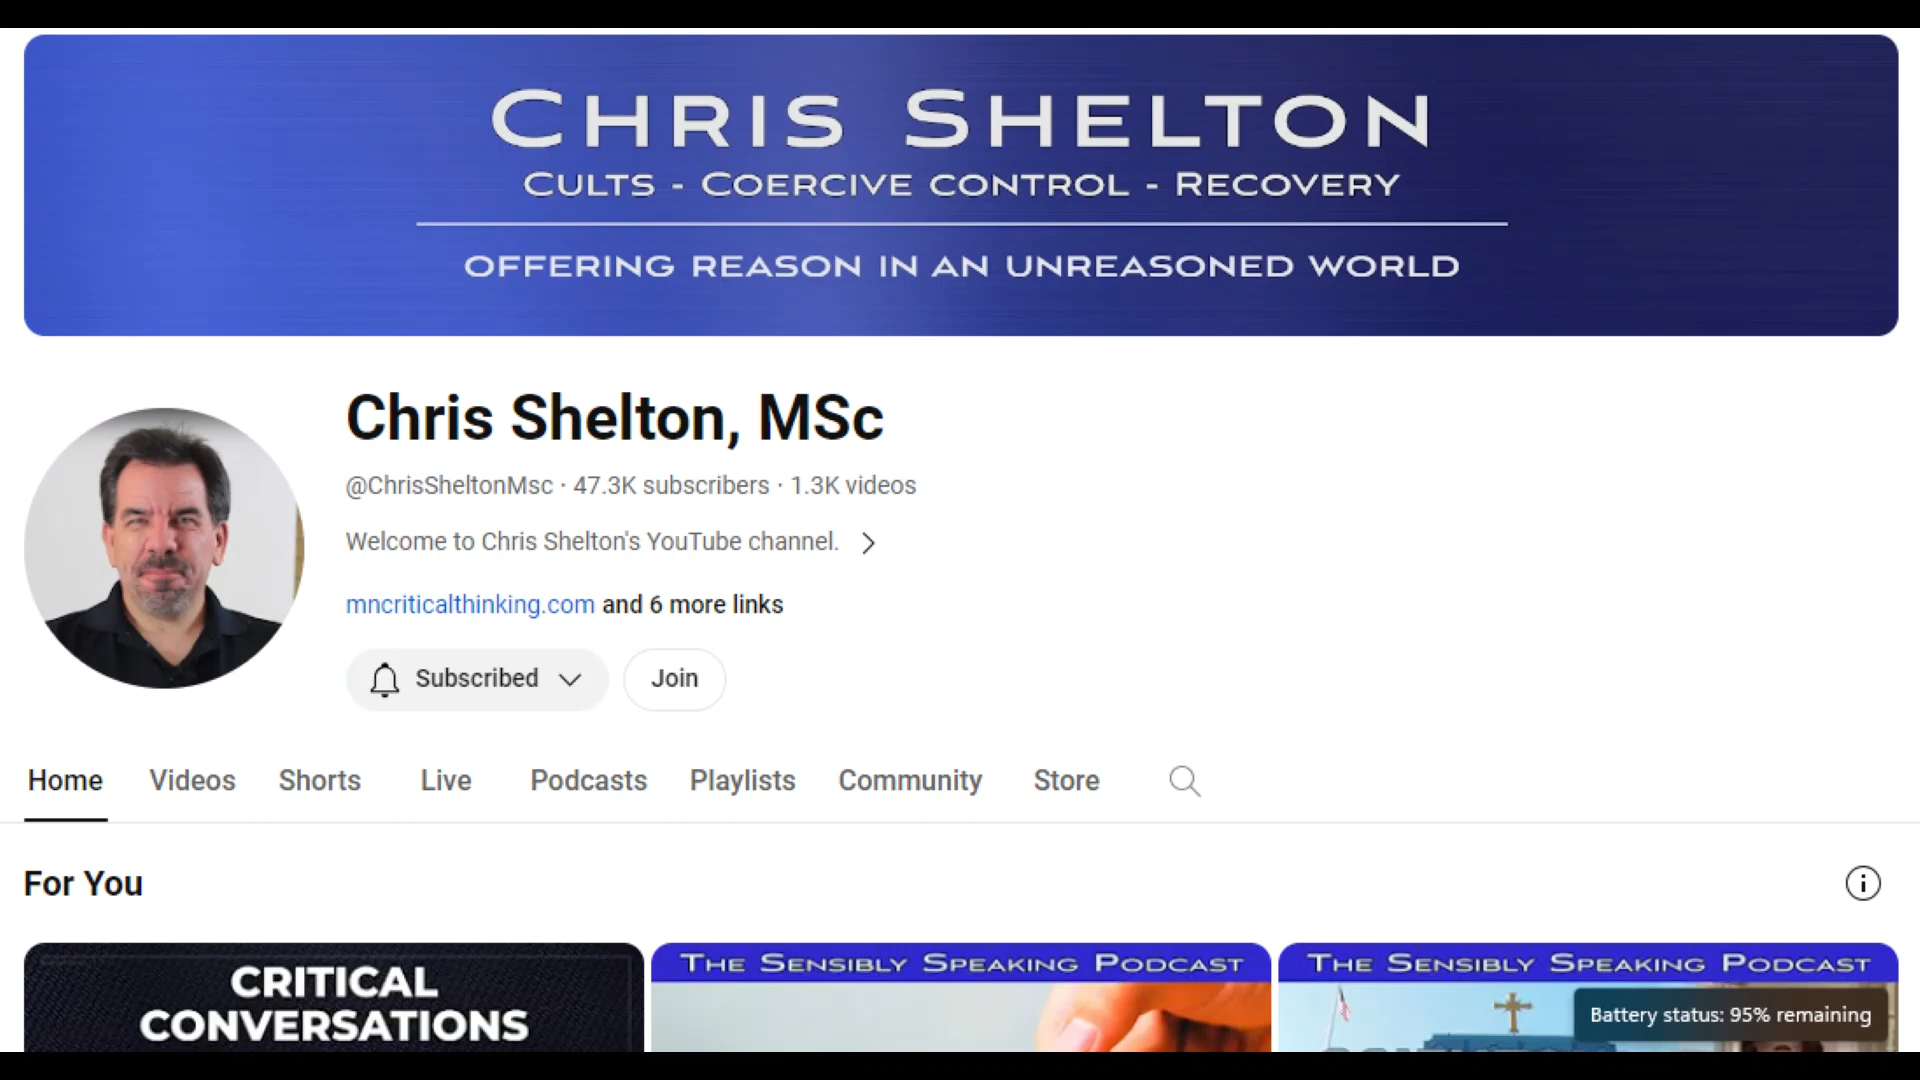 CHRIS SHELTON
CULTS - COERCIVE CONTROL - RECOVERY
OFFERING REASON IN AN UNREASONED WORLD
Chris Shelton, MSc
@ChrisSheltonMsc · 47.3K subscribers · 1.3K videos
Welcome to Chris Shelton's YouTube channel.
mncriticalthinking.com and 6 more links
Subscribed Join
Home Videos Shorts Live Podcasts Playlists Community Store
For You
CRITICAL
CONVERSATIONS
THE SENSIBLY SPEAKING PODCAST
THE SENSIBLY SPEAKING PODCAST
Battery status: 95% remaining